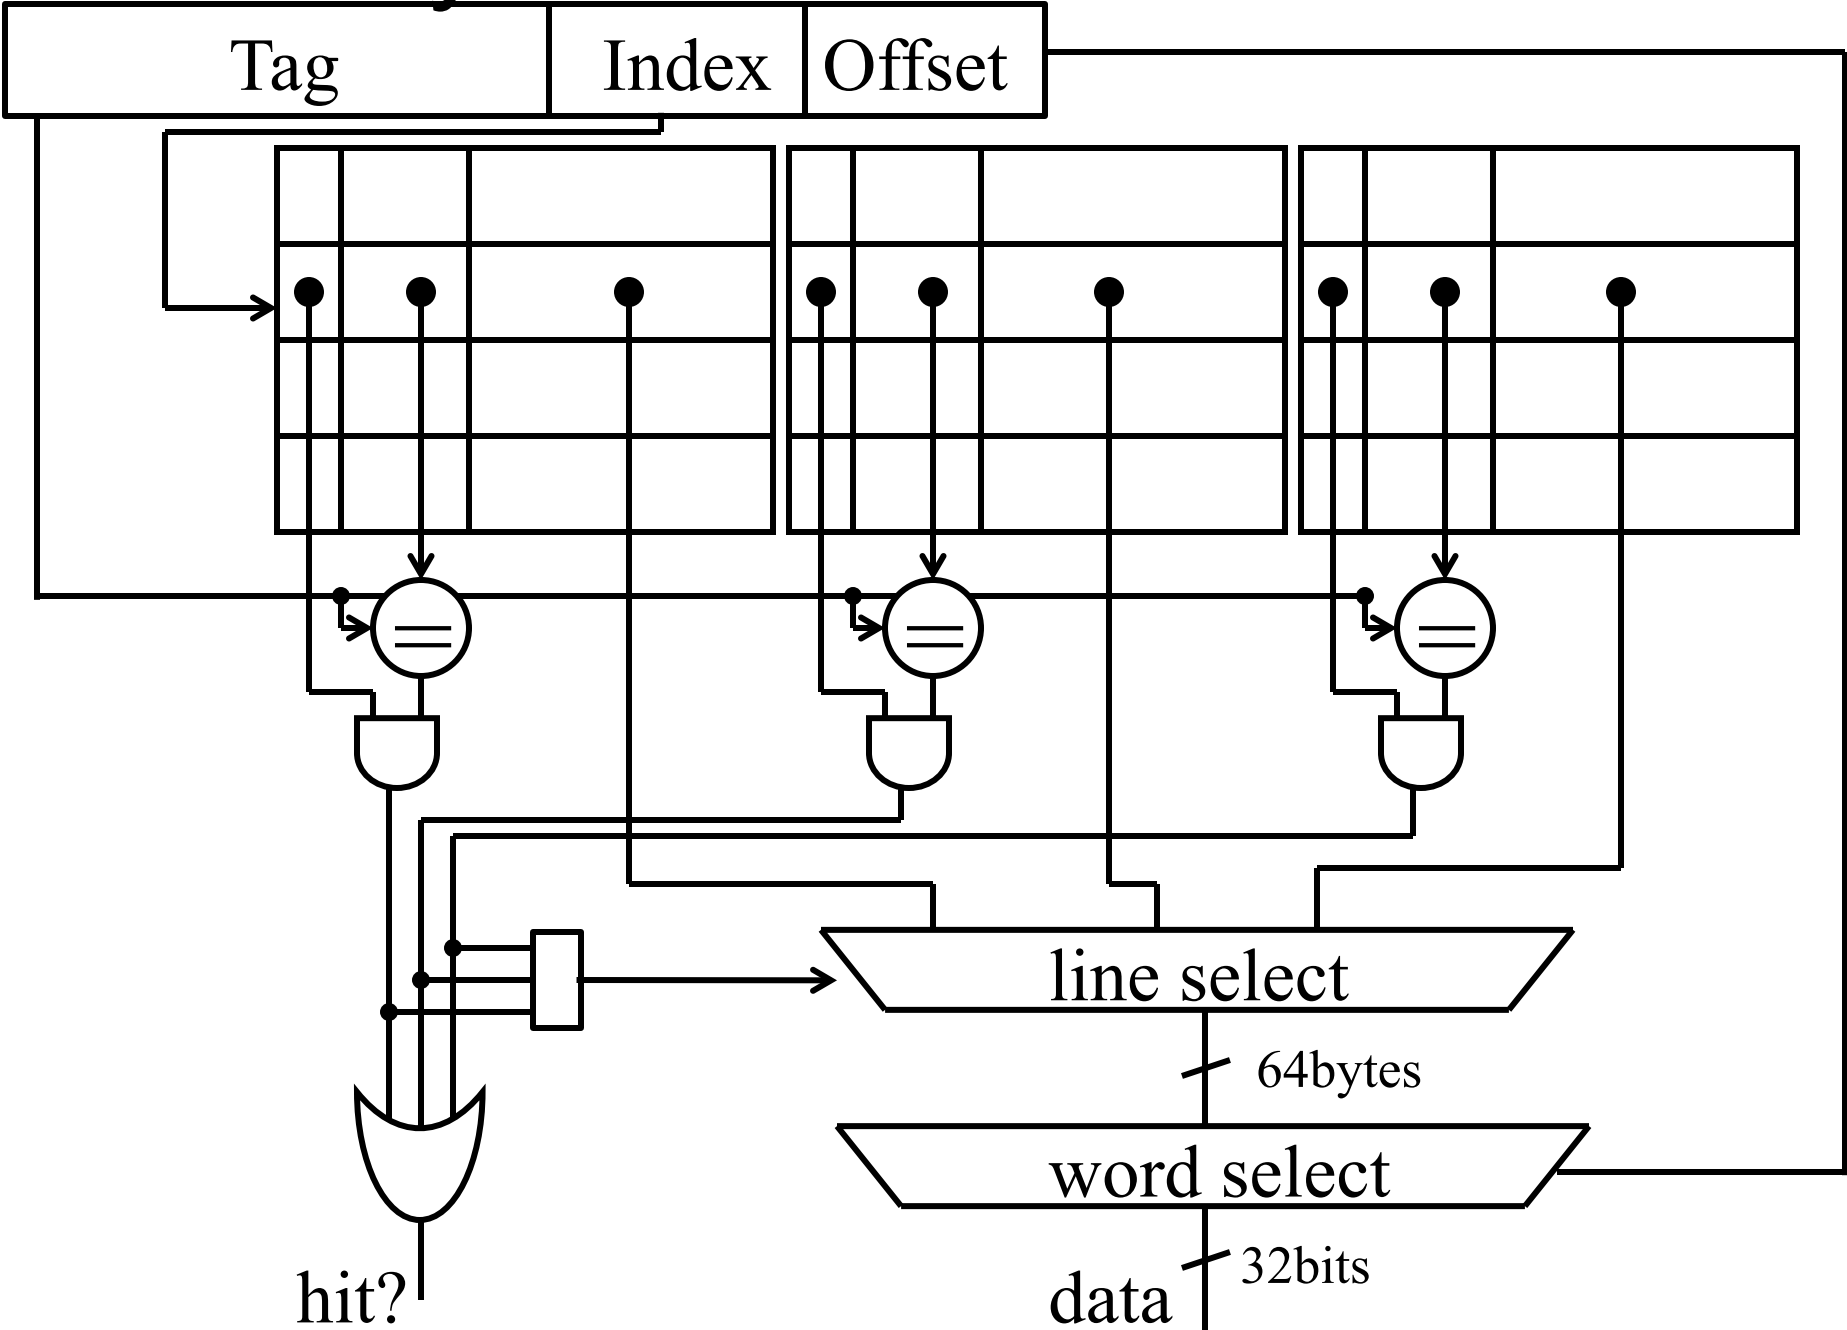 Tag Index Offset
line select
64bytes
word select
32bits
hit? data